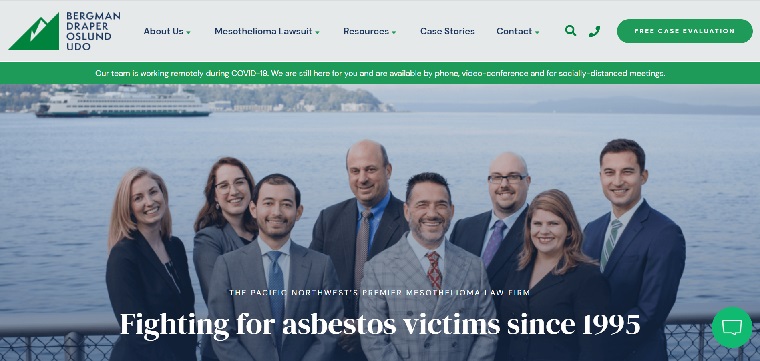 BERGMAN
DRAPER
OSLUND
UDO
About Us
Mesothelioma Lawsuit
Resources
Case Stories
Contact
FREE CASE EVALUATION
Our team is working remotely during COVID-19. We are still here for you and are available by phone, video-conference and for socially-distanced meetings.
THE PACIFIC NORTHWEST'S PREMIER MESOTHELIOMA LAW FIRM
Fighting for asbestos victims since 1995